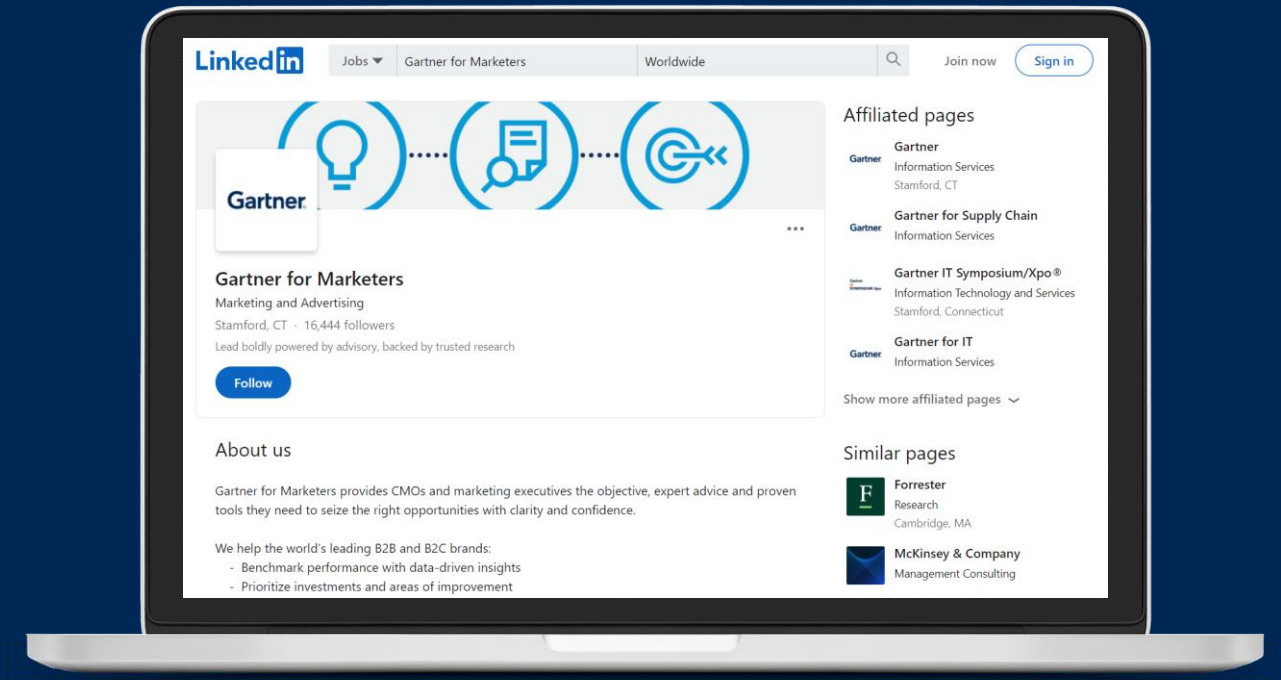 Linked in
Jobs
Gartner for Marketers
Worldwide
Join now
Sign in
Gartner
Gartner for Marketers
Marketing and Advertising
Stamford, CT · 16,444 followers
Lead boldly powered by advisory, backed by trusted research
Follow
About us
Gartner for Marketers provides CMOs and marketing executives the objective, expert advice and proven
tools they need to seize the right opportunities with clarity and confidence.
We help the world's leading B2B and B2C brands:
- Benchmark performance with data-driven insights
- Prioritize investments and areas of improvement
Affiliated pages
Gartner
Gartner
Information Services
Stamford, CT
Gartner
Gartner for Supply Chain
Information Services
Gartner IT Symposium/Xpo®
Information Technology and Services
Stamford, Connecticut
Gartner
Gartner for IT
Information Services
Show more affiliated pages
Similar pages
F
Forrester
Research
Cambridge, MA
McKinsey & Company
Management Consulting